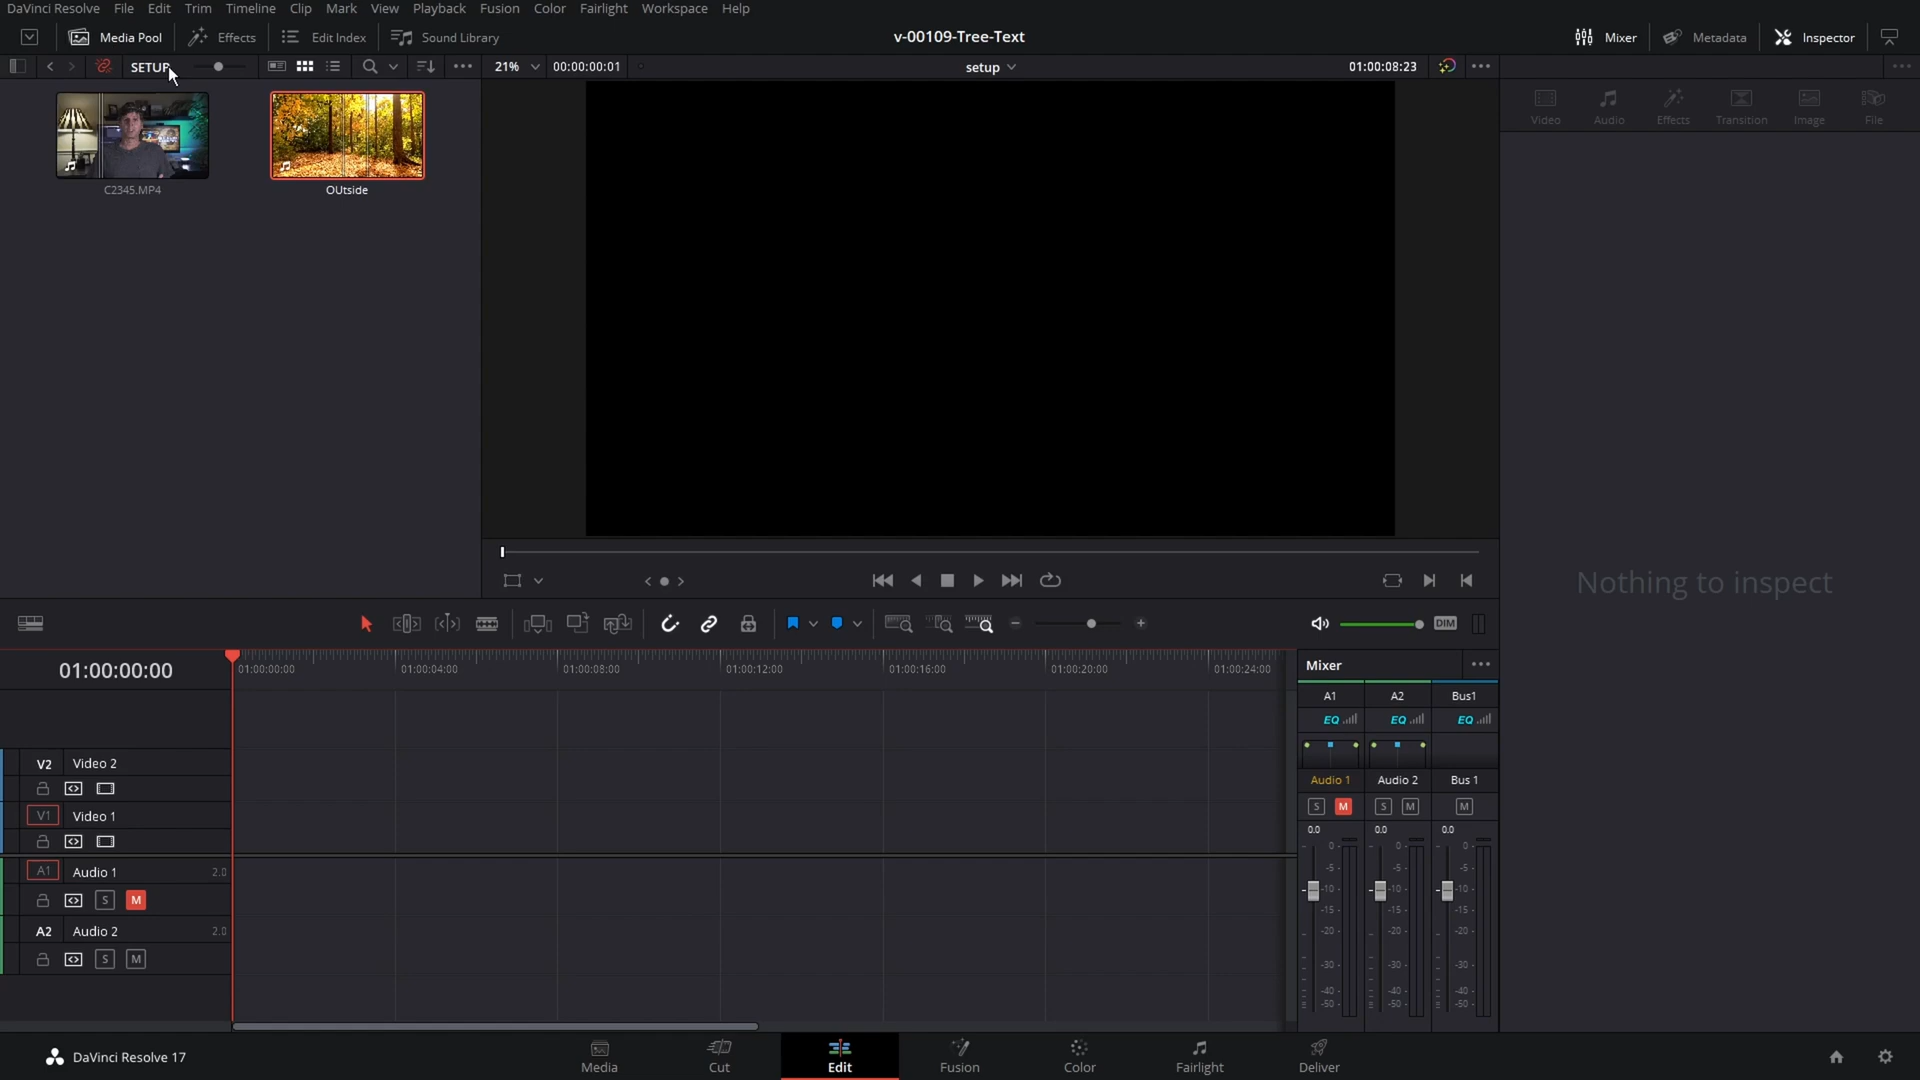 DaVinci Resolve File Edit Trim Timeline Clip Mark View Playback Fusion Color Fairlight Workspace Help
Media Pool Effects Edit Index Sound Library v-00109-Tree-Text Mixer Metadata Inspector
SETUP 21% 00:00:00:01 setup 01:00:08:23
Video Audio Effects Transition Image File
C2345.MP4 OUtside
Nothing to inspect
DIM
01:00:00:00 01:00:00:00 01:00:04:00 01:00:08:00 01:00:12:00 01:00:16:00 01:00:20:00 01:00:24:00
Mixer
A1 A2 Bus1
EQ EQ EQ
V2 Video 2
Audio 1 Audio 2 Bus 1
S M S M M
V1 Video 1
0.0 0.0 0.0
0- 0- 0-
-5- -5- -5-
-10- -10- -10-
-15- -15- -15-
-20- -20- -20-
-30- -30- -30-
-40- -40- -40-
-50- -50- -50-
A1 Audio 1 2.0
S M
A2 Audio 2 2.0
S M
DaVinci Resolve 17 Media Cut Edit Fusion Color Fairlight Deliver